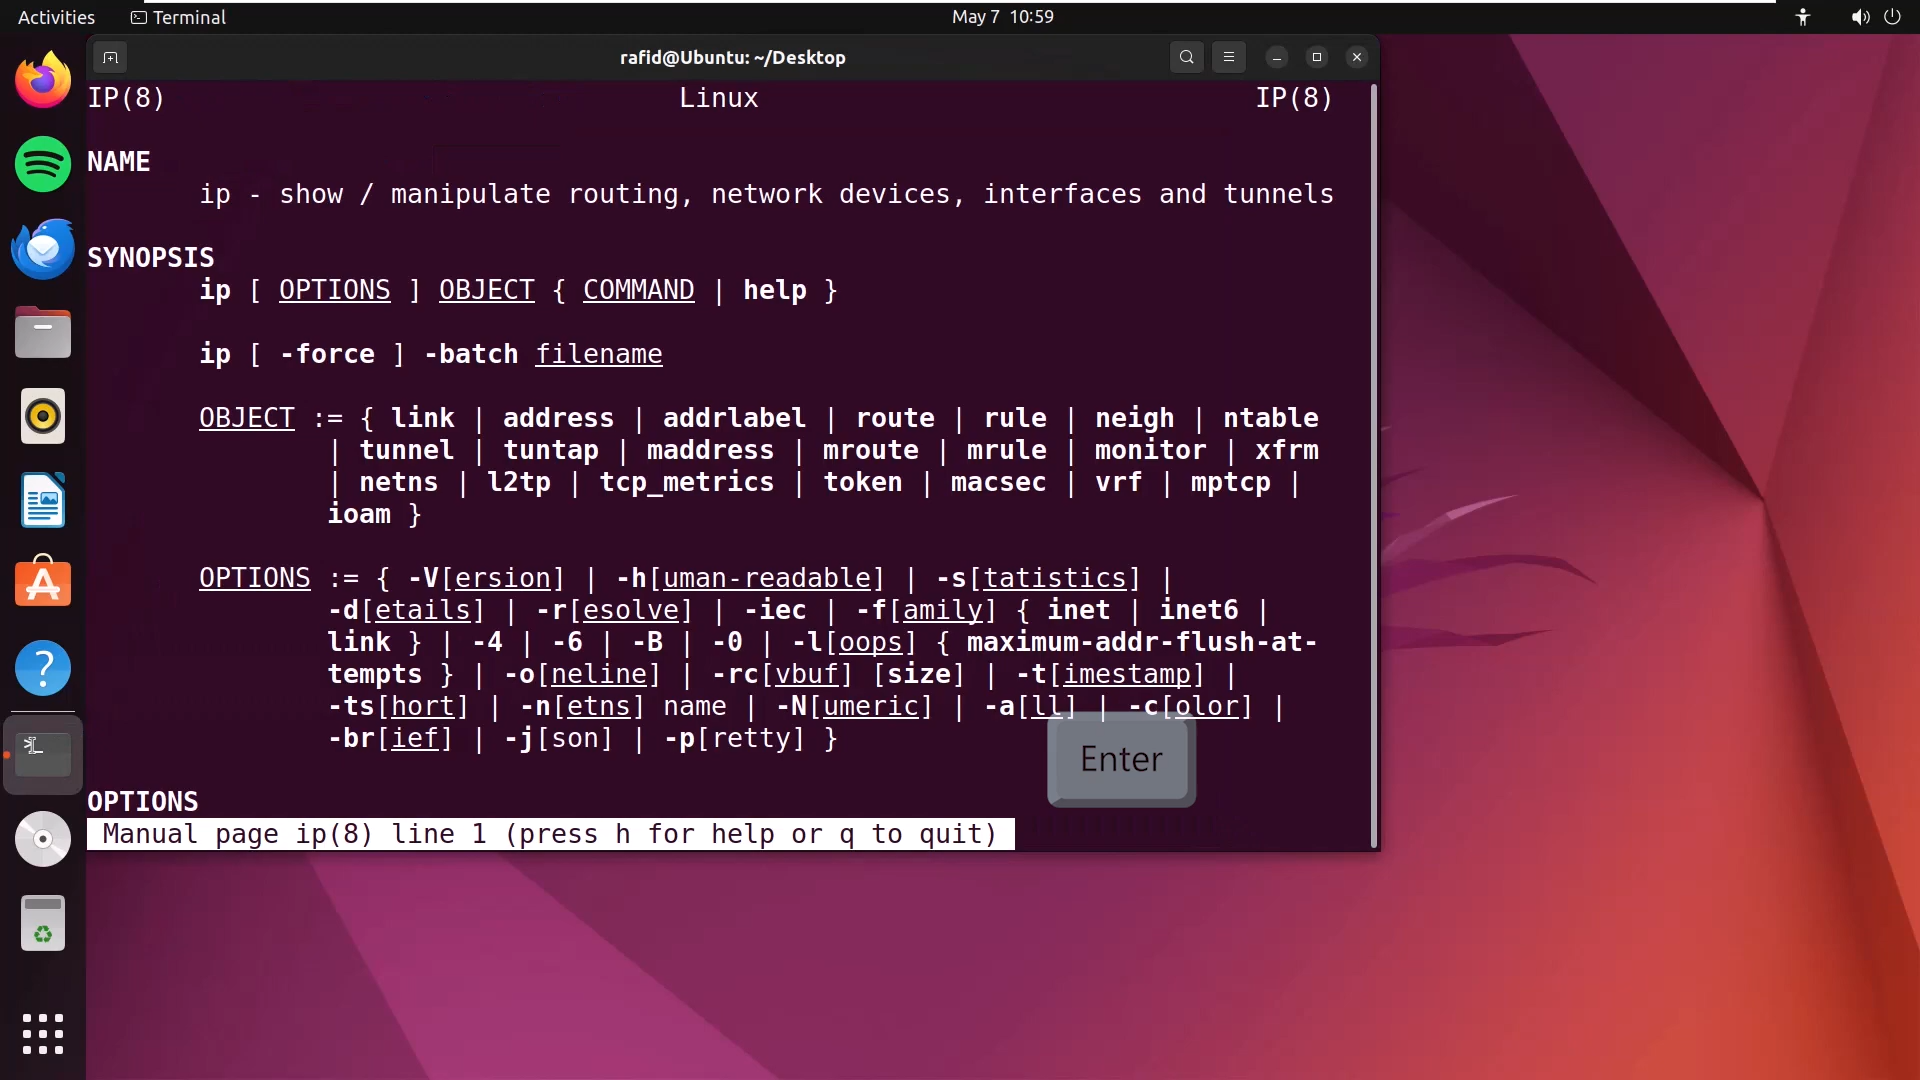 Activities Terminal May 7 10:59
rafid@Ubuntu: ~/Desktop
IP(8) Linux IP(8)
NAME
ip - show / manipulate routing, network devices, interfaces and tunnels
SYNOPSIS
ip [ OPTIONS ] OBJECT { COMMAND | help }
ip [ -force ] -batch filename
OBJECT := { link | address | addrlabel | route | rule | neigh | ntable
| tunnel | tuntap | maddress | mroute | mrule | monitor | xfrm
| netns | l2tp | tcp_metrics | token | macsec | vrf | mptcp |
ioam }
OPTIONS := { -V[ersion] | -h[uman-readable] | -s[tatistics] |
-d[etails] | -r[esolve] | -iec | -f[amily] { inet | inet6 |
link } | -4 | -6 | -B | -0 | -l[oops] { maximum-addr-flush-at-
tempts } | -o[neline] | -rc[vbuf] [size] | -t[imestamp] |
-ts[hort] | -n[etns] name | -N[umeric] | -a[ll] | -c[olor] |
-br[ief] | -j[son] | -p[retty] }
Enter
OPTIONS
Manual page ip(8) line 1 (press h for help or q to quit)